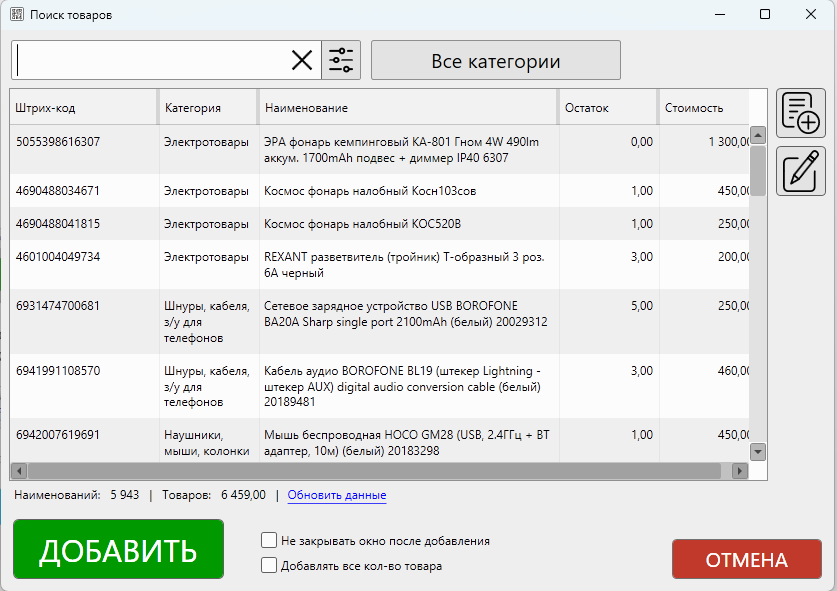 Поиск товаров
Все категории
Штрих-код Категория Наименование Остаток Стоимость
5055398616307 Электротовары ЭРА фонарь кемпинговый KA-801 Гном 4W 490lm 0,00 1 300,00
аккум. 1700mAh подвес + диммер IP40 6307
4690488034671 Электротовары Космос фонарь налобный Косн103сов 1,00 450,00
4690488041815 Электротовары Космос фонарь налобный КОС520В 1,00 250,00
4601004049734 Электротовары REXANT разветвитель (тройник) Т-образный 3 роз. 3,00 200,00
6А черный
6931474700681 Шнуры, кабеля, Сетевое зарядное устройство USB BOROFONE 5,00 250,00
з/у для BA20A Sharp single port 2100mAh (белый) 20029312
телефонов
6941991108570 Шнуры, кабеля, Кабель аудио BOROFONE BL19 (штекер Lightning - 3,00 460,00
з/у для штекер AUX) digital audio conversion cable (белый)
телефонов 20189481
6942007619691 Наушники, Мышь беспроводная HOCO GM28 (USB, 2.4ГГц + BT 1,00 450,00
мыши, колонки адаптер, 10м) (белый) 20183298
Наименований: 5 943 | Товаров: 6 459,00 | Обновить данные
ДОБАВИТЬ
Не закрывать окно после добавления
Добавлять все кол-во товара
ОТМЕНА